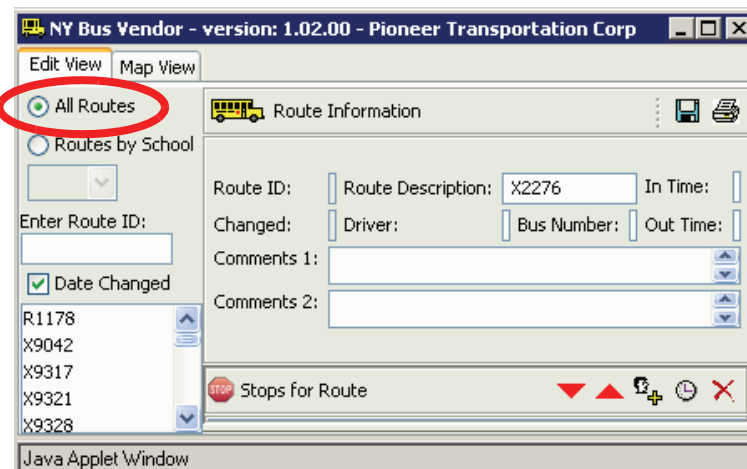 NY Bus Vendor - version: 1.02.00 - Pioneer Transportation Corp
Edit View Map View
All Routes
Routes by School
Enter Route ID:
Date Changed
R1178
X9042
X9317
X9321
X9328
Route Information
Route ID: Route Description: X2276 In Time:
Changed: Driver: Bus Number: Out Time:
Comments 1:
Comments 2:
STOP Stops for Route
Java Applet Window